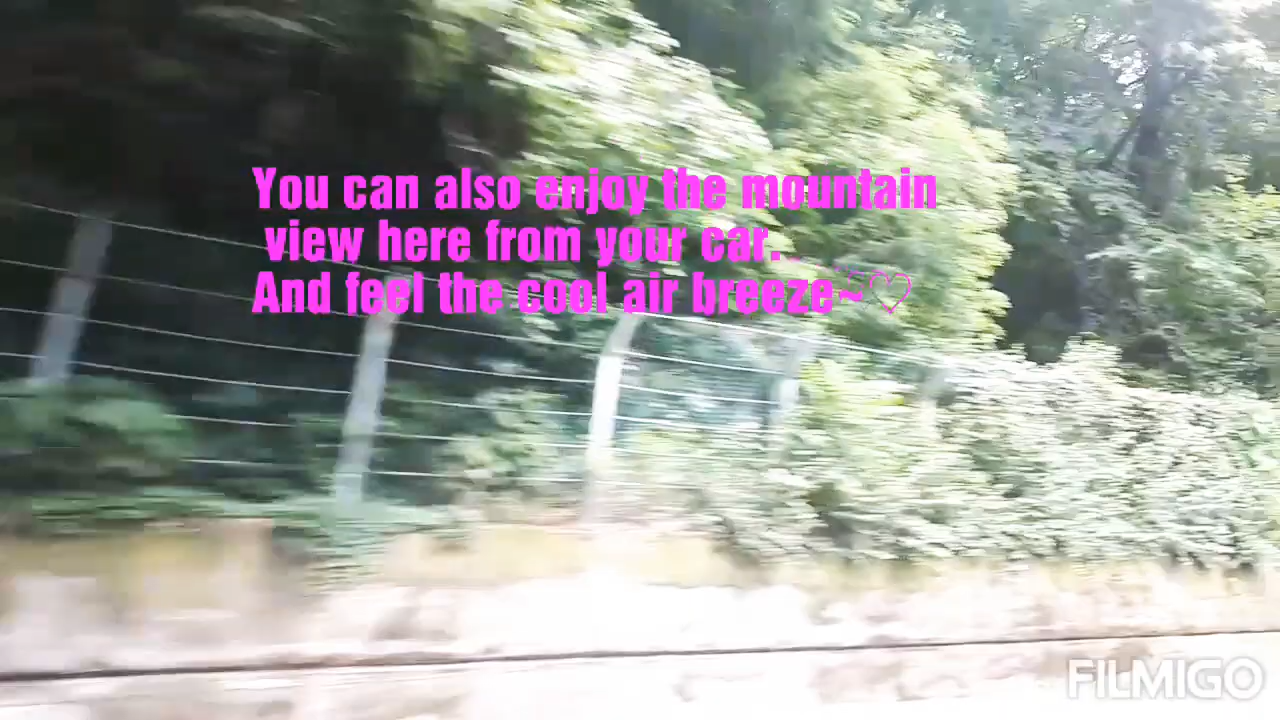 You can also enjoy the mountain
view here from your car.
And feel the cool air breeze~♡
FILMIGO